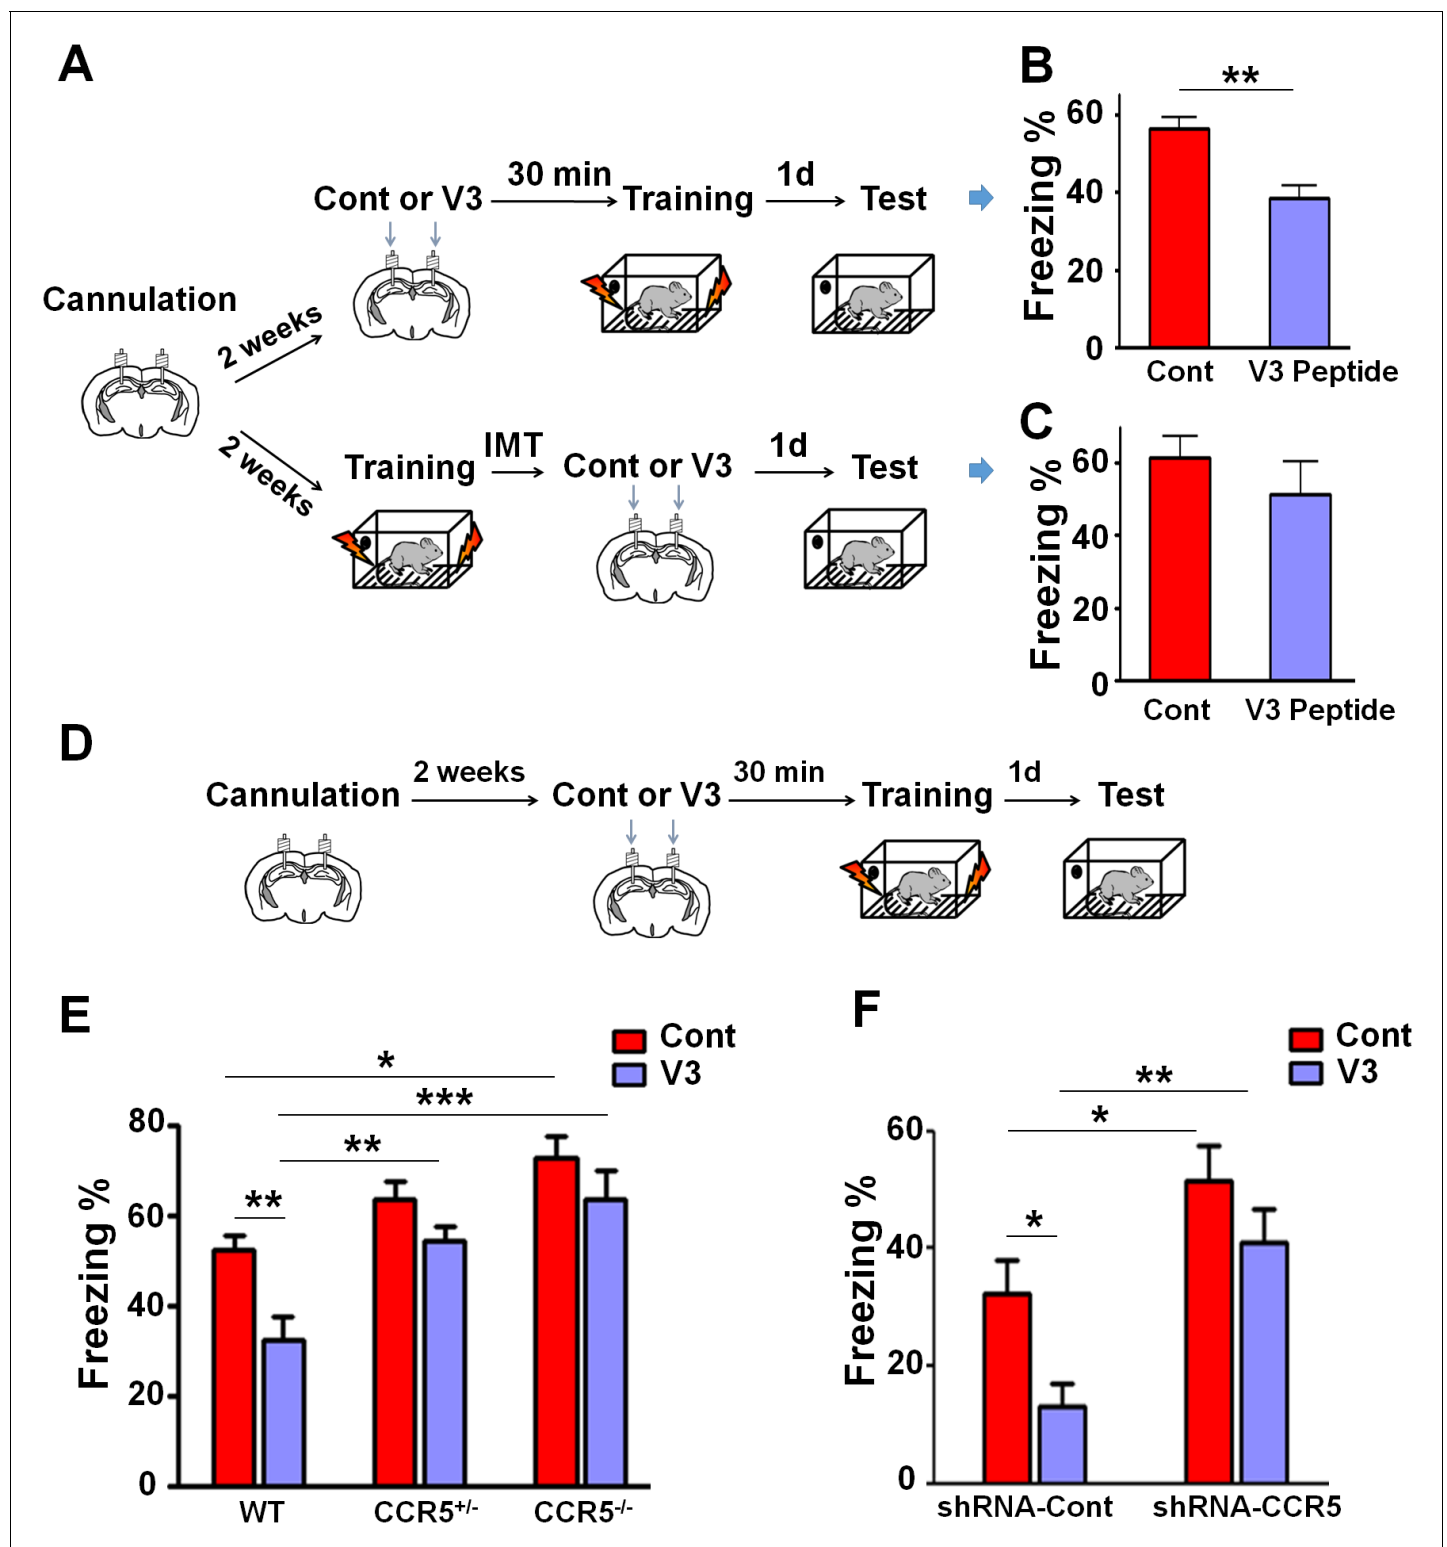 A
Cannulation
2 weeks
Cont or V3
30 min
Training
1d
Test
2 weeks
Training
IMT
Cont or V3
1d
Test
B
**
Freezing %
60
40
20
0
Cont
V3 Peptide
C
Freezing %
60
40
20
0
Cont
V3 Peptide
D
Cannulation
2 weeks
Cont or V3
30 min
Training
1d
Test
E
Cont
V3
*
***
**
**
Freezing %
80
60
40
20
0
WT
CCR5+/-
CCR5-/-
F
Cont
V3
**
*
*
Freezing %
60
40
20
0
shRNA-Cont
shRNA-CCR5